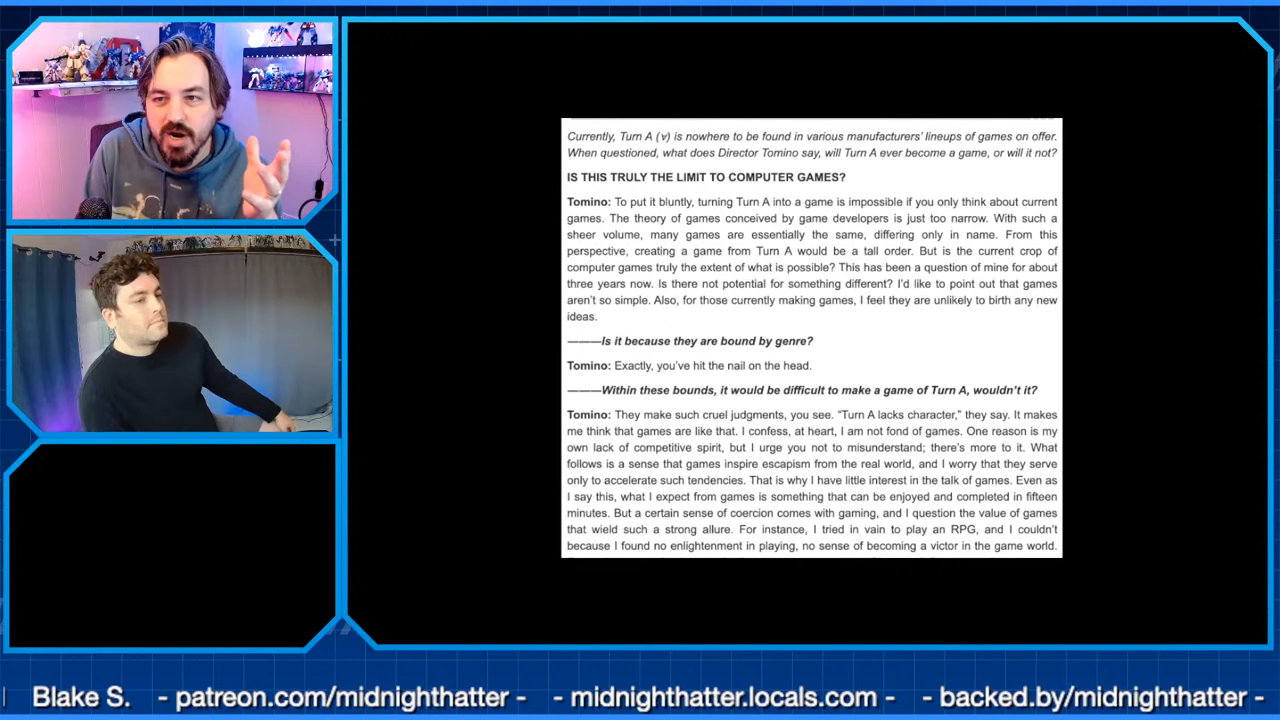 Currently, Turn A (∀) is nowhere to be found in various manufacturers' lineups of games on offer.
When questioned, what does Director Tomino say, will Turn A ever become a game, or will it not?
IS THIS TRULY THE LIMIT TO COMPUTER GAMES?
Tomino: To put it bluntly, turning Turn A into a game is impossible if you only think about current
games. The theory of games conceived by game developers is just too narrow. With such a
sheer volume, many games are essentially the same, differing only in name. From this
perspective, creating a game from Turn A would be a tall order. But is the current crop of
computer games truly the extent of what is possible? This has been a question of mine for about
three years now. Is there not potential for something different? I'd like to point out that games
aren't so simple. Also, for those currently making games, I feel they are unlikely to birth any new
ideas.
———Is it because they are bound by genre?
Tomino: Exactly, you've hit the nail on the head.
———Within these bounds, it would be difficult to make a game of Turn A, wouldn't it?
Tomino: They make such cruel judgments, you see. “Turn A lacks character,” they say. It makes
me think that games are like that. I confess, at heart, I am not fond of games. One reason is my
own lack of competitive spirit, but I urge you not to misunderstand; there's more to it. What
follows is a sense that games inspire escapism from the real world, and I worry that they serve
only to accelerate such tendencies. That is why I have little interest in the talk of games. Even as
I say this, what I expect from games is something that can be enjoyed and completed in fifteen
minutes. But a certain sense of coercion comes with gaming, and I question the value of games
that wield such a strong allure. For instance, I tried in vain to play an RPG, and I couldn't
because I found no enlightenment in playing, no sense of becoming a victor in the game world.
Blake S. - patreon.com/midnighthatter - - midnighthatter.locals.com - - backed.by/midnighthatter -